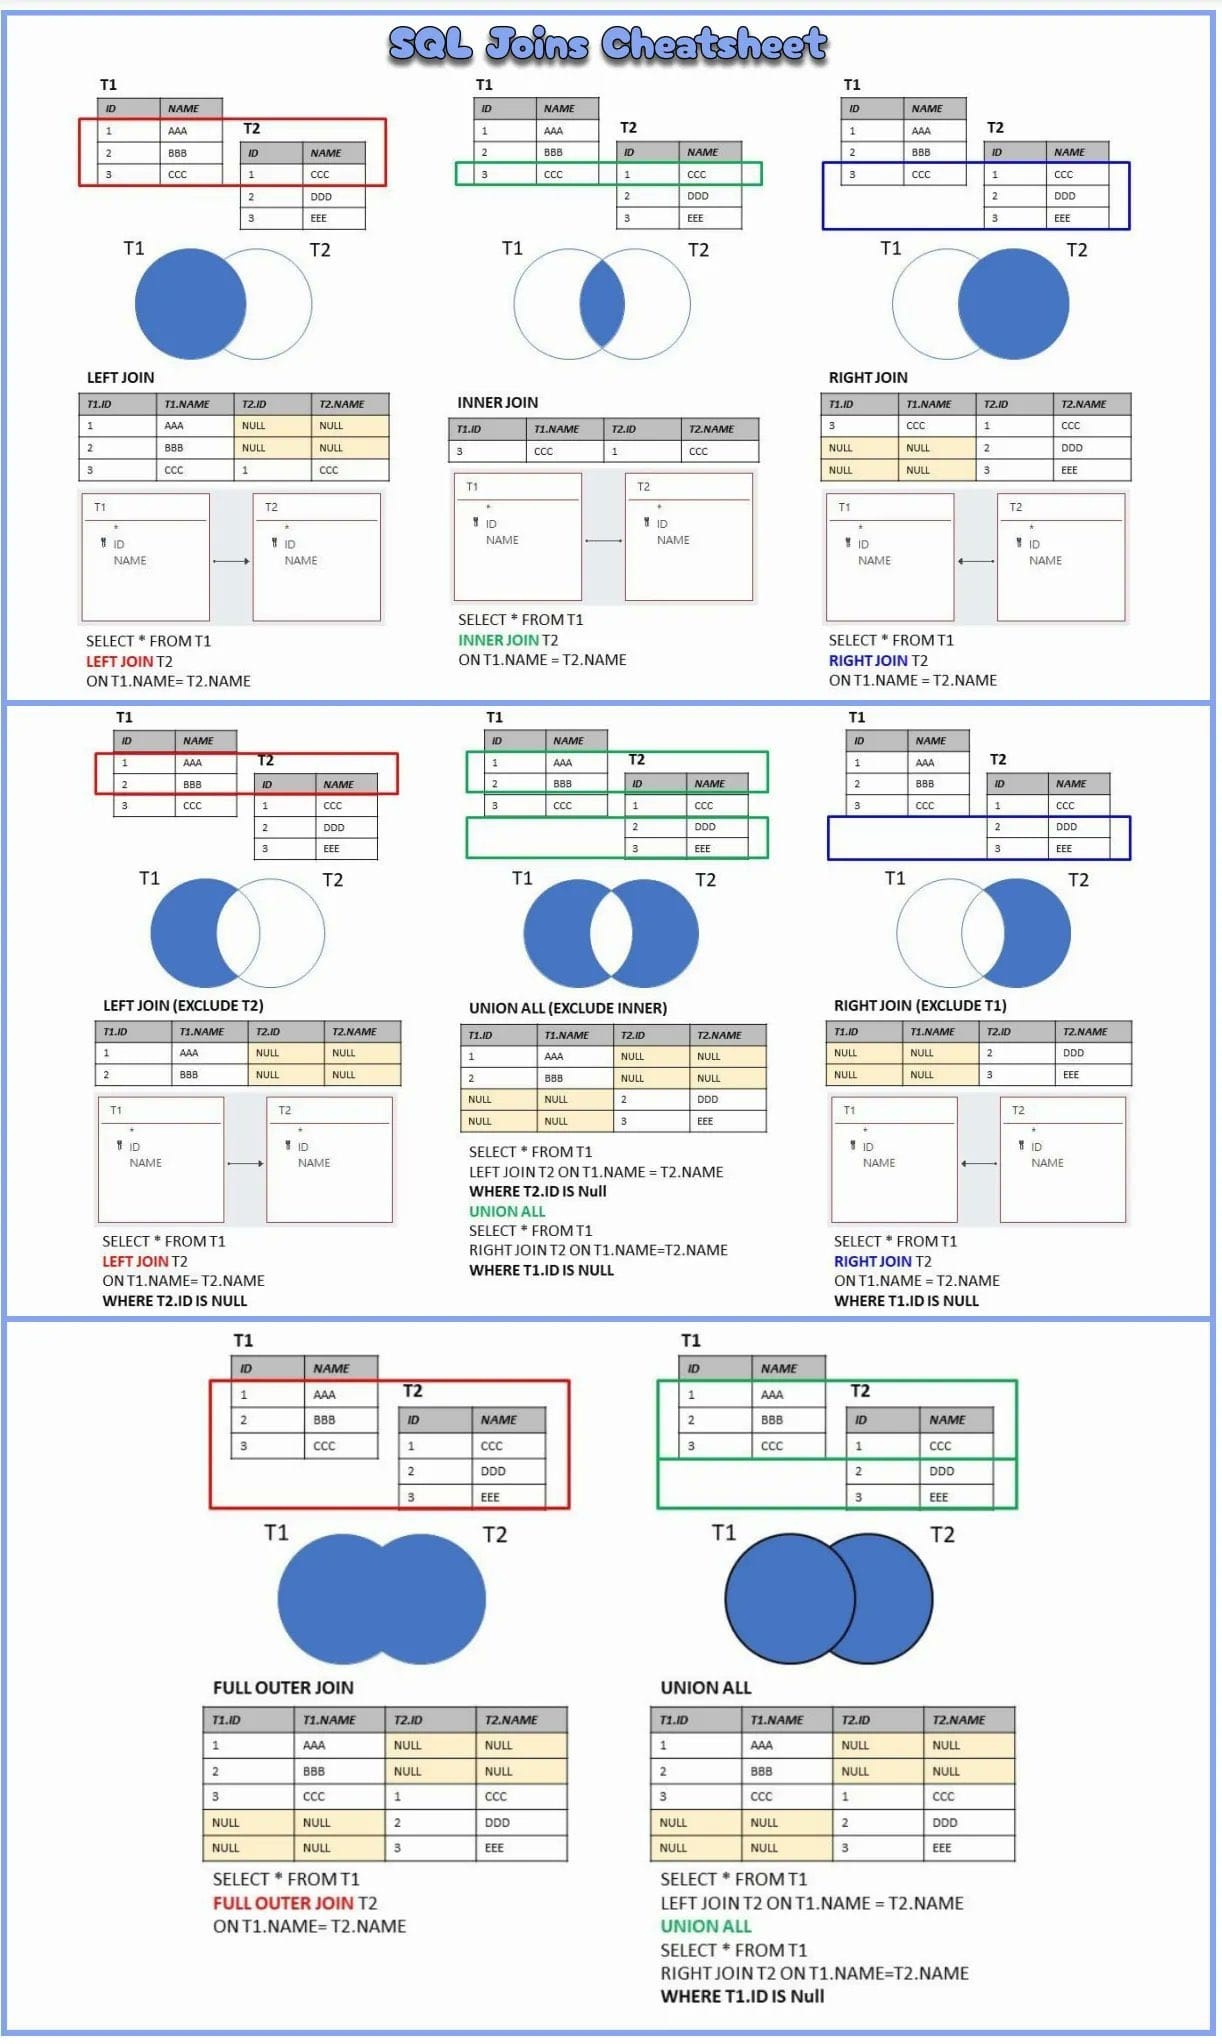 SQL Joins Cheatsheet
T1
ID NAME
1 AAA
2 BBB
3 CCC
T2
ID NAME
1 CCC
2 DDD
3 EEE
T1 T2
LEFT JOIN
T1.ID T1.NAME T2.ID T2.NAME
1 AAA NULL NULL
2 BBB NULL NULL
3 CCC 1 CCC
T1
*
ID
NAME
T2
*
ID
NAME
SELECT * FROM T1
LEFT JOIN T2
ON T1.NAME= T2.NAME
T1
ID NAME
1 AAA
2 BBB
3 CCC
T2
ID NAME
1 CCC
2 DDD
3 EEE
T1 T2
INNER JOIN
T1.ID T1.NAME T2.ID T2.NAME
3 CCC 1 CCC
T1
*
ID
NAME
T2
*
ID
NAME
SELECT * FROM T1
INNER JOIN T2
ON T1.NAME = T2.NAME
T1
ID NAME
1 AAA
2 BBB
3 CCC
T2
ID NAME
1 CCC
2 DDD
3 EEE
T1 T2
RIGHT JOIN
T1.ID T1.NAME T2.ID T2.NAME
3 CCC 1 CCC
NULL NULL 2 DDD
NULL NULL 3 EEE
T1
*
ID
NAME
T2
*
ID
NAME
SELECT * FROM T1
RIGHT JOIN T2
ON T1.NAME = T2.NAME
T1
ID NAME
1 AAA
2 BBB
3 CCC
T2
ID NAME
1 CCC
2 DDD
3 EEE
T1 T2
LEFT JOIN (EXCLUDE T2)
T1.ID T1.NAME T2.ID T2.NAME
1 AAA NULL NULL
2 BBB NULL NULL
T1
*
ID
NAME
T2
*
ID
NAME
SELECT * FROM T1
LEFT JOIN T2
ON T1.NAME= T2.NAME
WHERE T2.ID IS NULL
T1
ID NAME
1 AAA
2 BBB
3 CCC
T2
ID NAME
1 CCC
2 DDD
3 EEE
T1 T2
UNION ALL (EXCLUDE INNER)
T1.ID T1.NAME T2.ID T2.NAME
1 AAA NULL NULL
2 BBB NULL NULL
NULL NULL 2 DDD
NULL NULL 3 EEE
SELECT * FROM T1
LEFT JOIN T2 ON T1.NAME = T2.NAME
WHERE T2.ID IS Null
UNION ALL
SELECT * FROM T1
RIGHT JOIN T2 ON T1.NAME=T2.NAME
WHERE T1.ID IS NULL
T1
ID NAME
1 AAA
2 BBB
3 CCC
T2
ID NAME
1 CCC
2 DDD
3 EEE
T1 T2
RIGHT JOIN (EXCLUDE T1)
T1.ID T1.NAME T2.ID T2.NAME
NULL NULL 2 DDD
NULL NULL 3 EEE
T1
*
ID
NAME
T2
*
ID
NAME
SELECT * FROM T1
RIGHT JOIN T2
ON T1.NAME = T2.NAME
WHERE T1.ID IS NULL
T1
ID NAME
1 AAA
2 BBB
3 CCC
T2
ID NAME
1 CCC
2 DDD
3 EEE
T1 T2
FULL OUTER JOIN
T1.ID T1.NAME T2.ID T2.NAME
1 AAA NULL NULL
2 BBB NULL NULL
3 CCC 1 CCC
NULL NULL 2 DDD
NULL NULL 3 EEE
SELECT * FROM T1
FULL OUTER JOIN T2
ON T1.NAME= T2.NAME
T1
ID NAME
1 AAA
2 BBB
3 CCC
T2
ID NAME
1 CCC
2 DDD
3 EEE
T1 T2
UNION ALL
T1.ID T1.NAME T2.ID T2.NAME
1 AAA NULL NULL
2 BBB NULL NULL
3 CCC 1 CCC
NULL NULL 2 DDD
NULL NULL 3 EEE
SELECT * FROM T1
LEFT JOIN T2 ON T1.NAME = T2.NAME
UNION ALL
SELECT * FROM T1
RIGHT JOIN T2 ON T1.NAME=T2.NAME
WHERE T1.ID IS Null